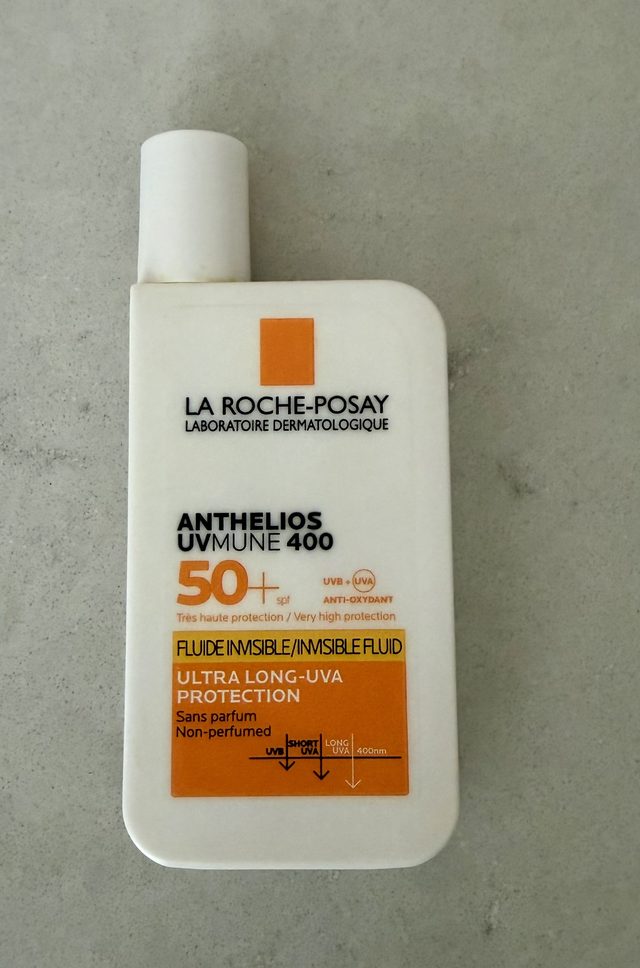 LA ROCHE-POSAY
LABORATOIRE DERMATOLOGIQUE
ANTHELIOS
UVMUNE 400
50+ spf
UVB + UVA
ANTI-OXYDANT
Très haute protection / Very high protection
FLUIDE INVISIBLE/INVISIBLE FLUID
ULTRA LONG-UVA
PROTECTION
Sans parfum
Non-perfumed
UVB SHORT UVA LONG UVA 400nm